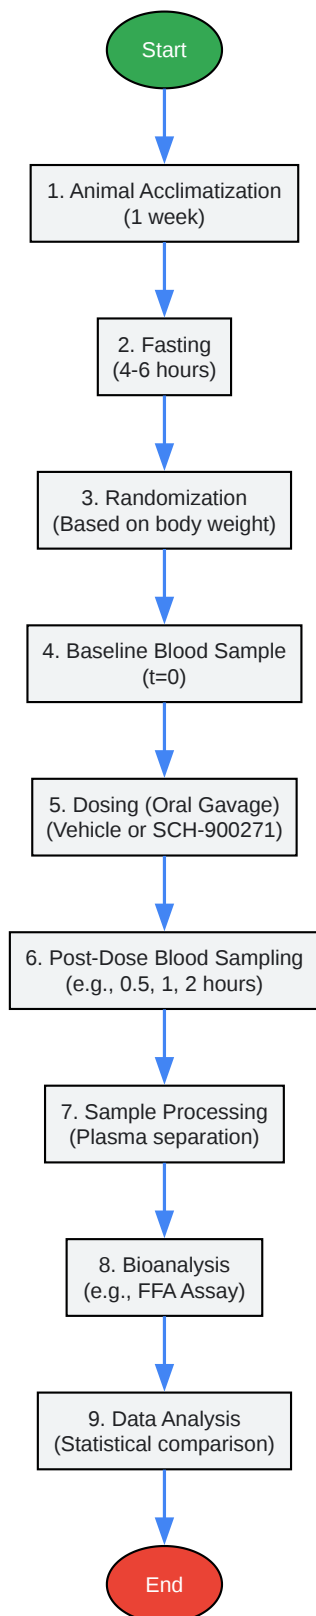 Start
1. Animal Acclimatization
(1 week)
2. Fasting
(4-6 hours)
3. Randomization
(Based on body weight)
4. Baseline Blood Sample
(t=0)
5. Dosing (Oral Gavage)
(Vehicle or SCH-900271)
6. Post-Dose Blood Sampling
(e.g., 0.5, 1, 2 hours)
7. Sample Processing
(Plasma separation)
8. Bioanalysis
(e.g., FFA Assay)
9. Data Analysis
(Statistical comparison)
End